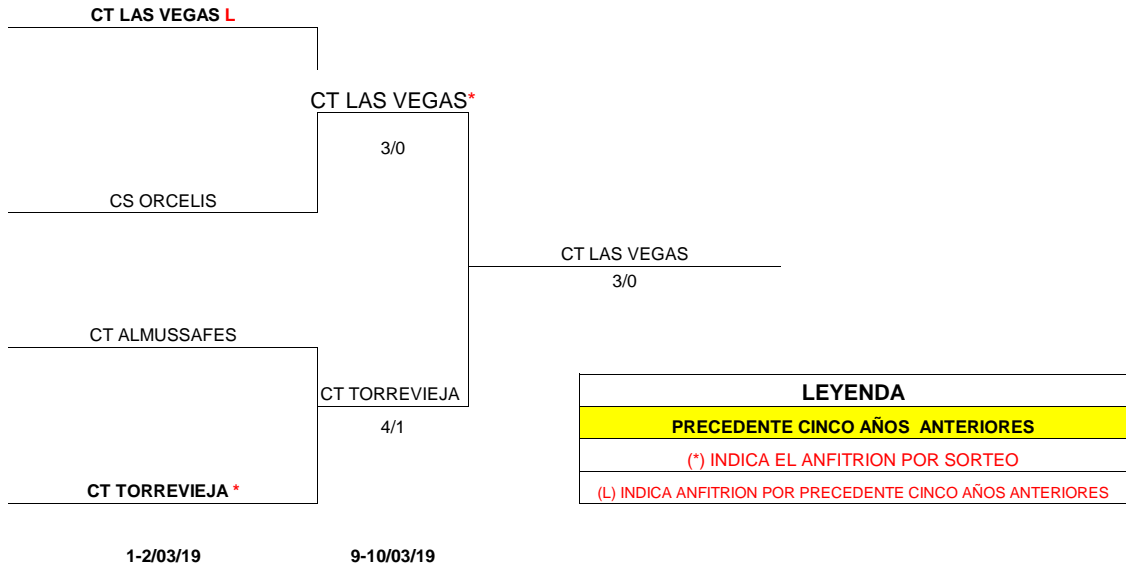 CT LAS VEGAS L
CT LAS VEGAS*
3/0
CS ORCELIS
CT LAS VEGAS
3/0
CT ALMUSSAFES
CT TORREVIEJA
4/1
CT TORREVIEJA *
LEYENDA
PRECEDENTE CINCO AÑOS ANTERIORES
(*) INDICA EL ANFITRION POR SORTEO
(L) INDICA ANFITRION POR PRECEDENTE CINCO AÑOS ANTERIORES
1-2/03/19
9-10/03/19